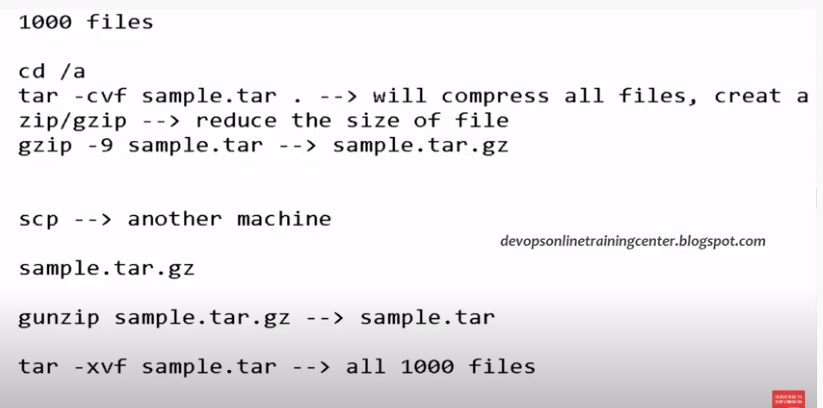 1000 files
cd /a
tar -cvf sample.tar . --> will compress all files, creat a
zip/gzip --> reduce the size of file
gzip -9 sample.tar --> sample.tar.gz
scp --> another machine
devopsonlinetrainingcenter.blogspot.com
sample.tar.gz
gunzip sample.tar.gz --> sample.tar
tar -xvf sample.tar --> all 1000 files